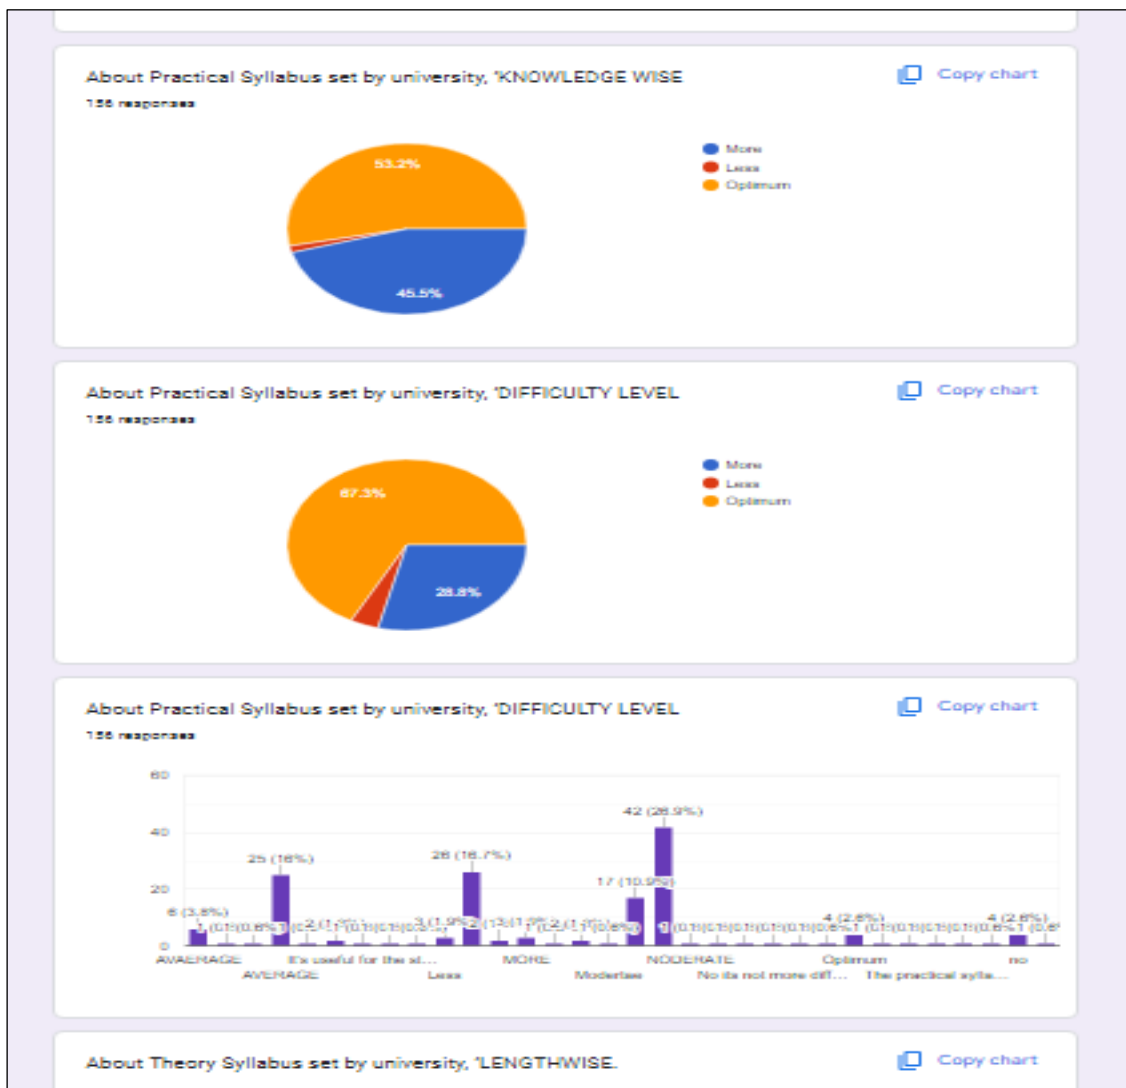 About Practical Syllabus set by university, 'KNOWLEDGE WISE
Copy chart
156 responses
53.2%
45.5%
More
Less
Optimum
About Practical Syllabus set by university, 'DIFFICULTY LEVEL
Copy chart
156 responses
67.3%
28.8%
More
Less
Optimum
About Practical Syllabus set by university, 'DIFFICULTY LEVEL
Copy chart
156 responses
60
40
20
0
42 (26.9%)
25 (16%)
26 (16.7%)
17 (10.9%)
6 (3.8%)
3 (1.9%)
4 (2.6%)
4 (2.6%)
AVAERAGE
It's useful for the st...
MORE
NODERATE
Optimum
no
AVERAGE
Less
Modertae
No its not more diff...
The practical sylla...
About Theory Syllabus set by university, 'LENGTHWISE.
Copy chart